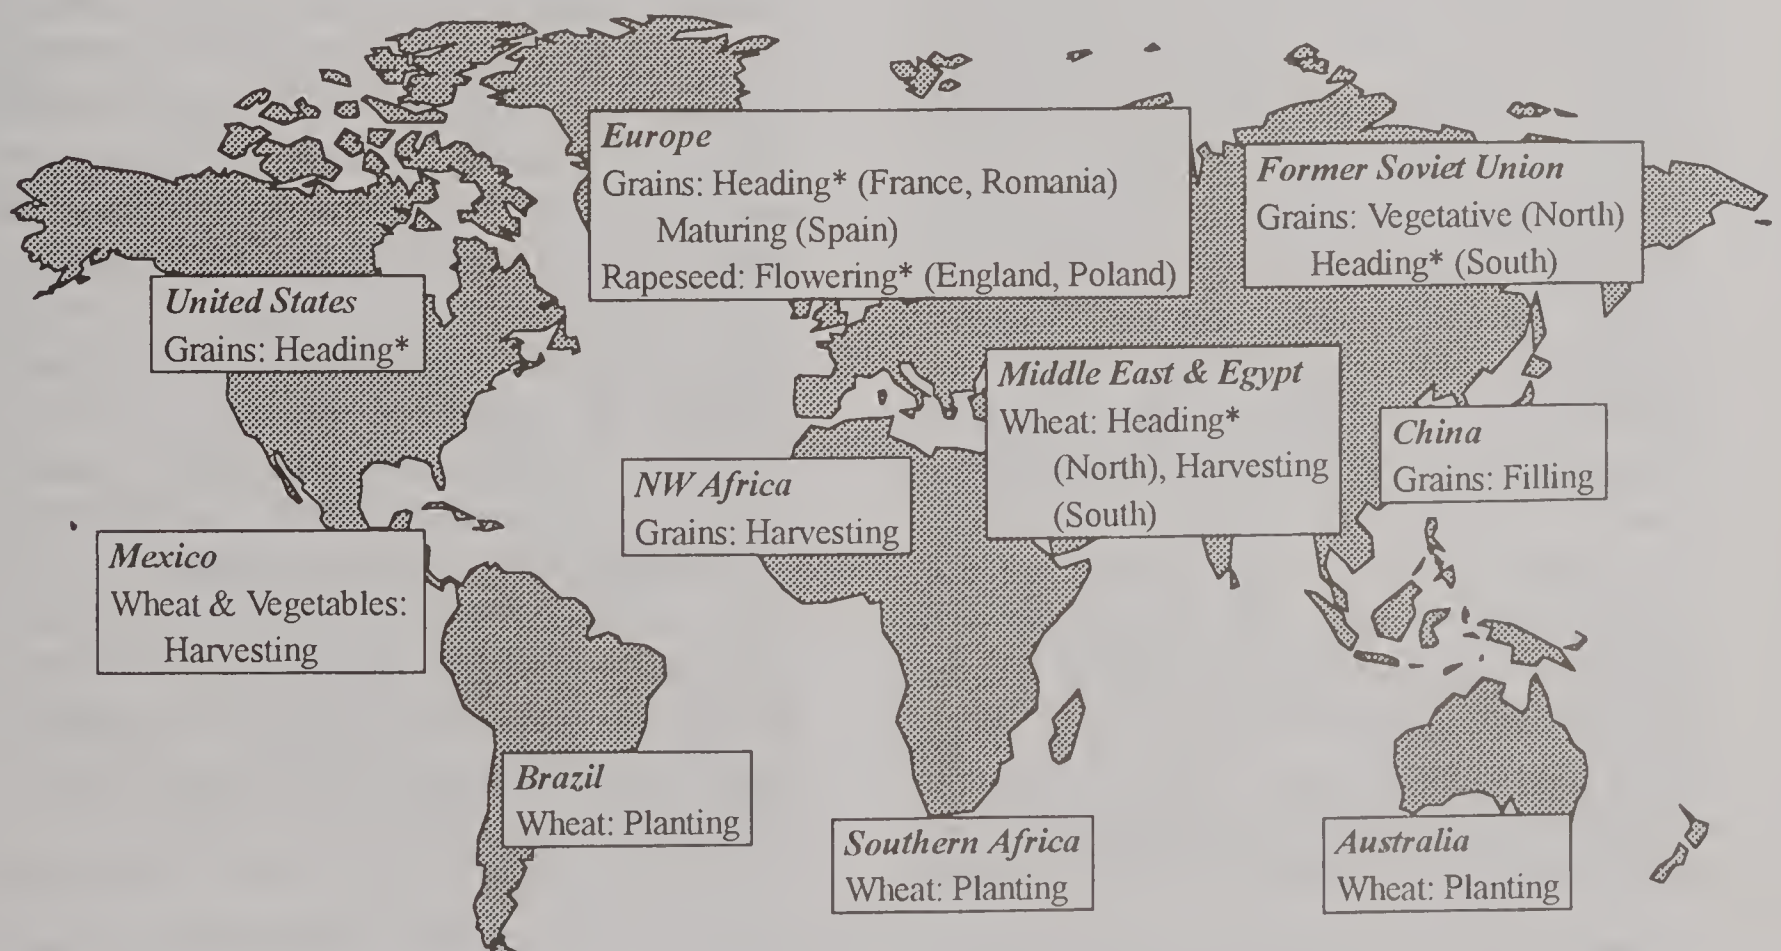 Europe
Grains: Heading* (France, Romania)
Maturing (Spain)
Rapeseed: Flowering* (England, Poland)
Former Soviet Union
Grains: Vegetative (North)
Heading* (South)
United States
Grains: Heading*
Middle East & Egypt
Wheat: Heading*
(North), Harvesting
(South)
China
Grains: Filling
NW Africa
Grains: Harvesting
Mexico
Wheat & Vegetables:
Harvesting
Brazil
Wheat: Planting
Southern Africa
Wheat: Planting
Australia
Wheat: Planting